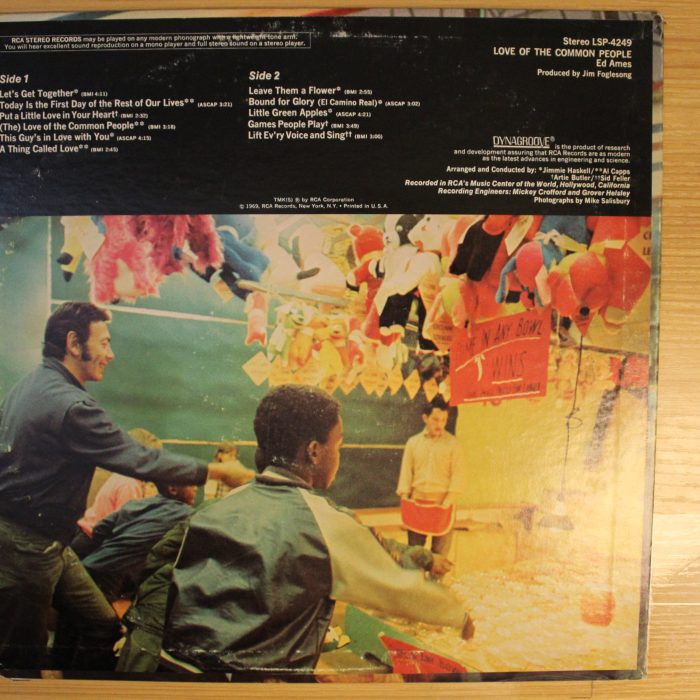 RCA STEREO RECORDS may be played on any modern phonograph with a lightweight tone arm.
You will hear excellent sound reproduction on a mono player and full stereo sound on a stereo player.
Stereo LSP-4249
LOVE OF THE COMMON PEOPLE
Ed Ames
Produced by Jim Foglesong
Side 1
Let's Get Together* (BMI 4:11)
Today Is the First Day of the Rest of Our Lives** (ASCAP 3:21)
Put a Little Love in Your Heart† (BMI 2:32)
(The) Love of the Common People** (BMI 3:18)
This Guy's in Love with You* (ASCAP 4:15)
A Thing Called Love** (BMI 2:45)
Side 2
Leave Them a Flower* (BMI 2:55)
Bound for Glory (El Camino Real)* (ASCAP 3:02)
Little Green Apples* (ASCAP 4:21)
Games People Play† (BMI 3:49)
Lift Ev'ry Voice and Sing†† (BMI 3:00)
DYNAGROOVE® is the product of research
and development assuring that RCA Records are as modern
as the latest advances in engineering and science.
Arranged and Conducted by: *Jimmie Haskell/**Al Capps
†Artie Butler/††Sid Feller
Recorded in RCA's Music Center of the World, Hollywood, California
Recording Engineers: Mickey Crofford and Grover Helsley
Photographs by Mike Salisbury
TMK(S) ® by RCA Corporation
© 1969, RCA Records, New York, N.Y. • Printed in U.S.A.
IN ANY BOWL
WINS